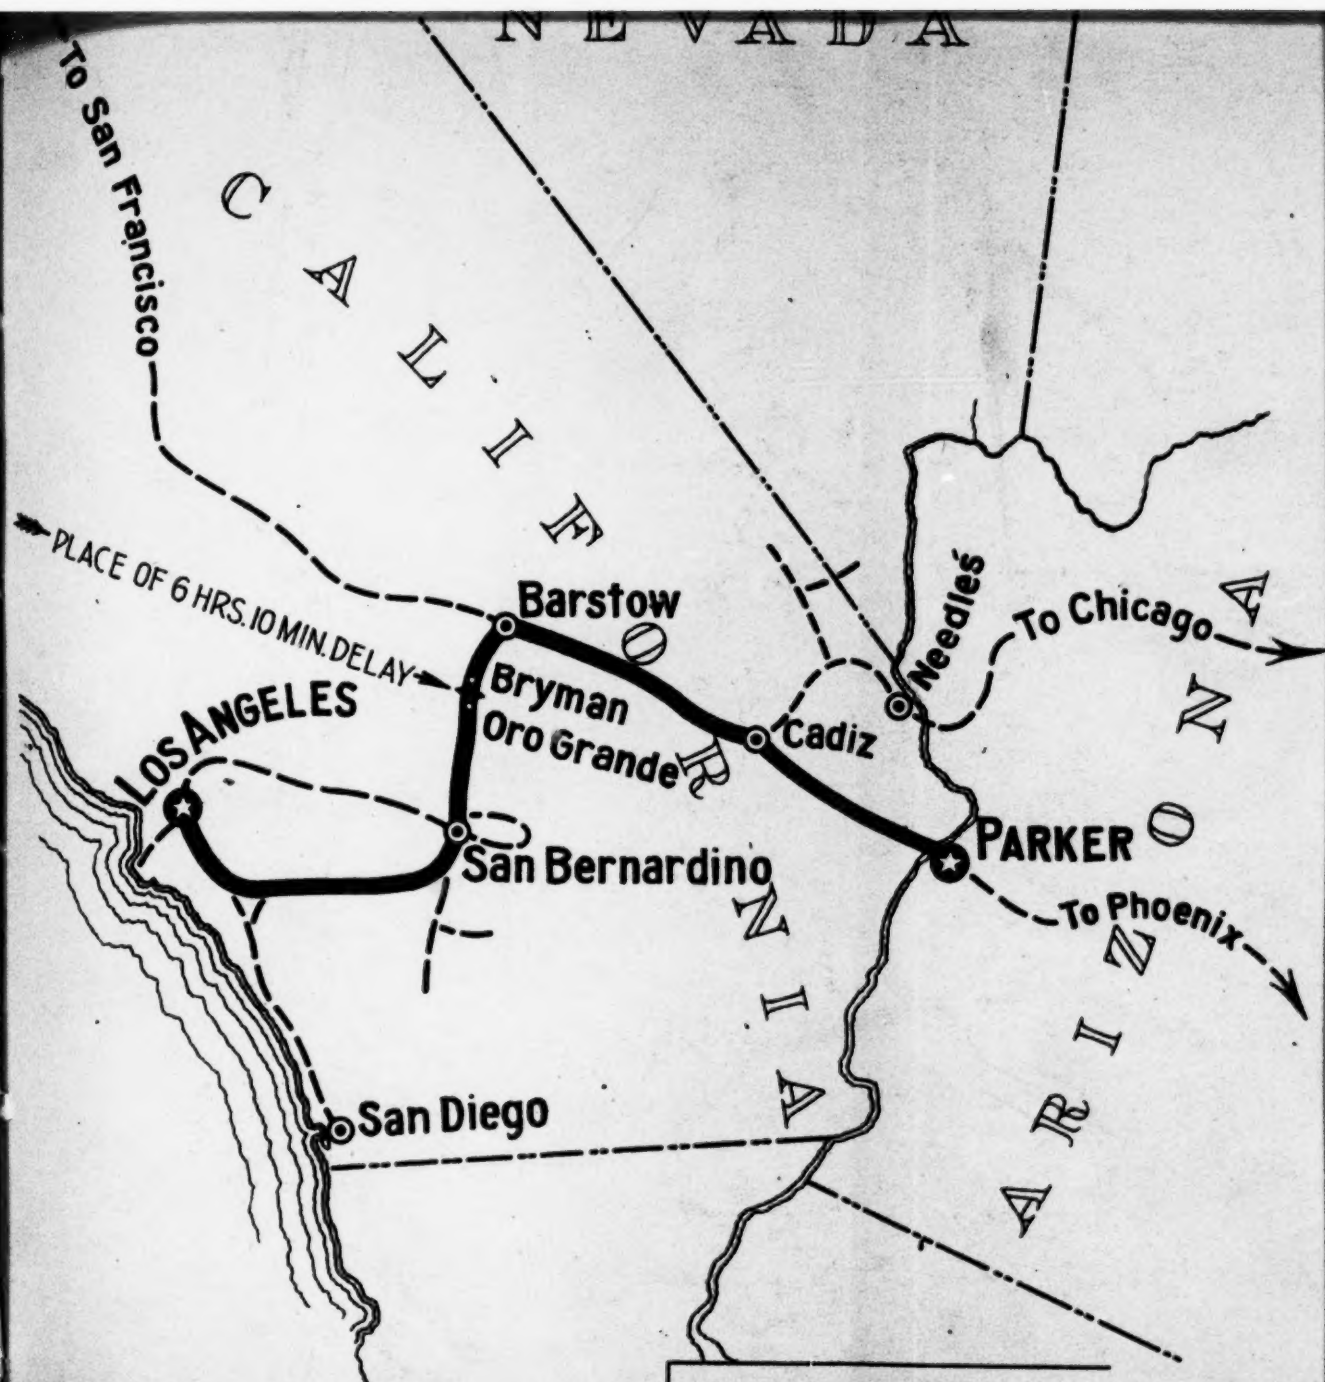 NEVADA
To San Francisco
CALIFORNIA
PLACE OF 6 HRS. 10 MIN. DELAY
Barstow
Needles
To Chicago
ARIZONA
Bryman
Oro Grande
Cadiz
LOS ANGELES
San Bernardino
PARKER
To Phoenix
San Diego